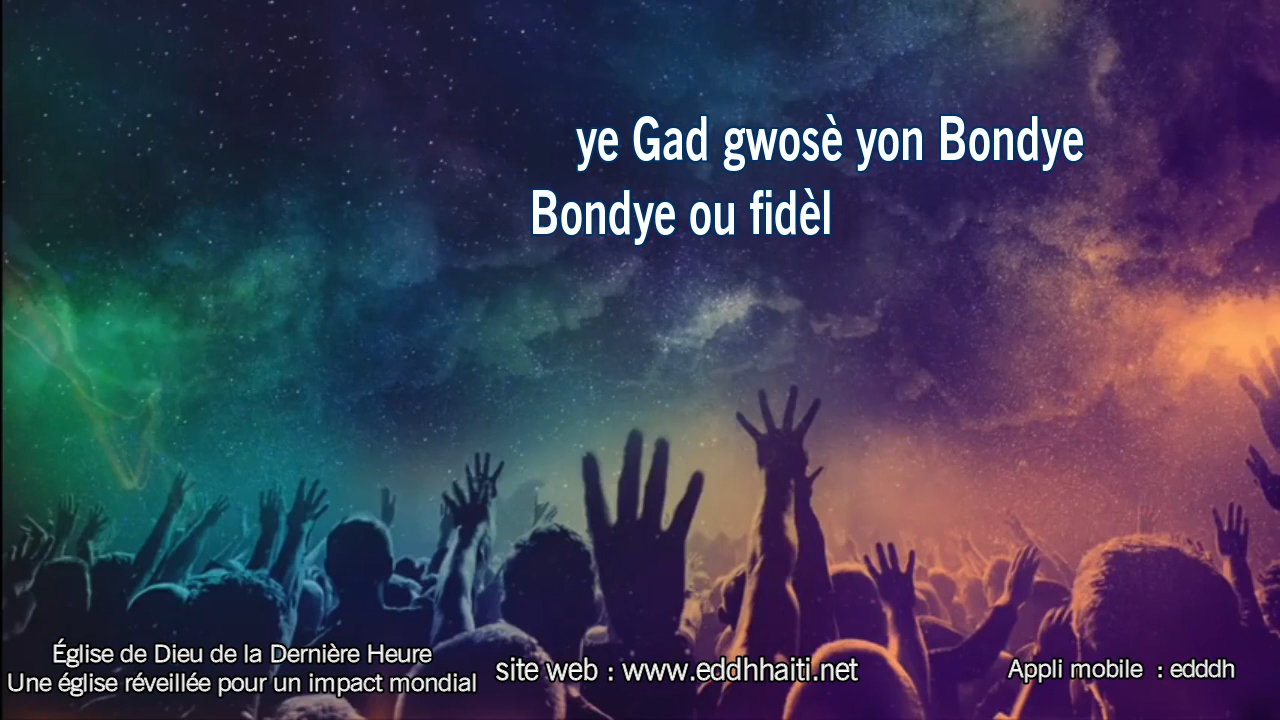 ye Gad gwosè yon Bondye
Bondye ou fidèl
Église de Dieu de la Dernière Heure
Une église réveillée pour un impact mondial
site web : www.eddhhaiti.net
Appli mobile : edddh